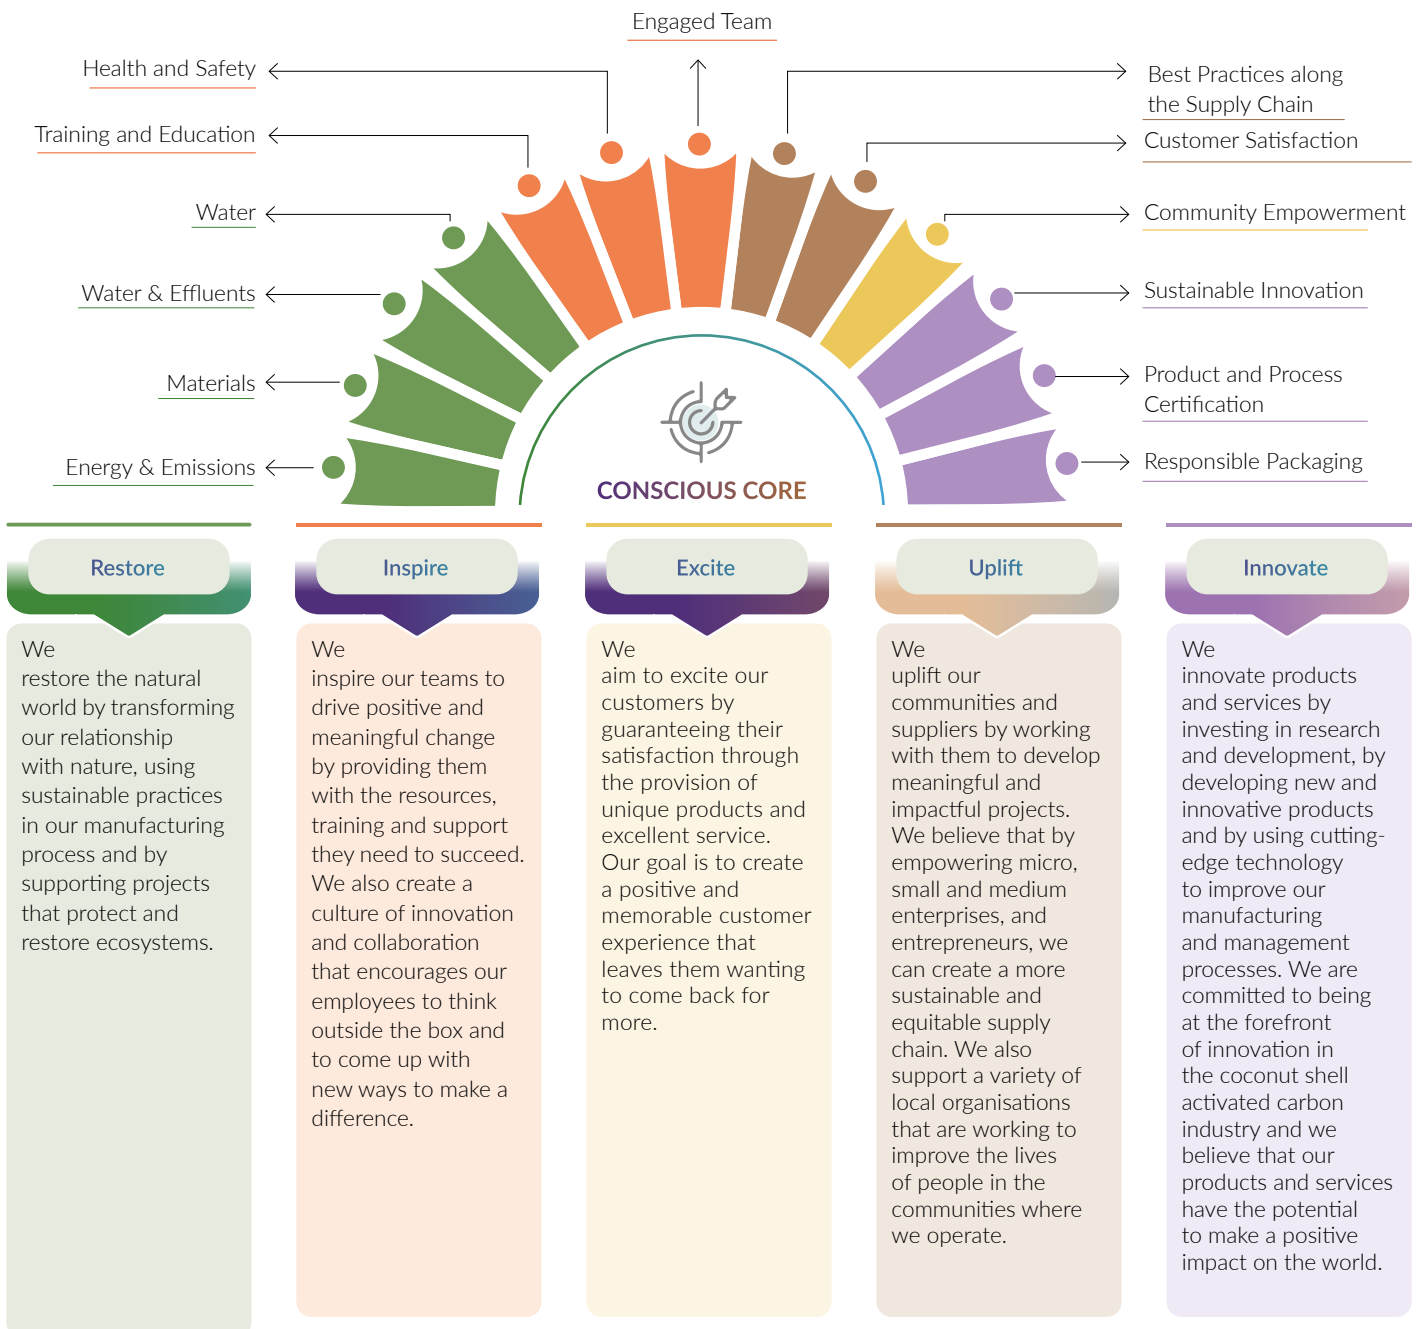 Engaged Team
Health and Safety
Training and Education
Water
Water & Effluents
Materials
Energy & Emissions
Best Practices along
the Supply Chain
Customer Satisfaction
Community Empowerment
Sustainable Innovation
Product and Process
Certification
Responsible Packaging
CONSCIOUS CORE
Restore
We
restore the natural
world by transforming
our relationship
with nature, using
sustainable practices
in our manufacturing
process and by
supporting projects
that protect and
restore ecosystems.
Inspire
We
inspire our teams to
drive positive and
meaningful change
by providing them
with the resources,
training and support
they need to succeed.
We also create a
culture of innovation
and collaboration
that encourages our
employees to think
outside the box and
to come up with
new ways to make a
difference.
Excite
We
aim to excite our
customers by
guaranteeing their
satisfaction through
the provision of
unique products and
excellent service.
Our goal is to create
a positive and
memorable customer
experience that
leaves them wanting
to come back for
more.
Uplift
We
uplift our
communities and
suppliers by working
with them to develop
meaningful and
impactful projects.
We believe that by
empowering micro,
small and medium
enterprises, and
entrepreneurs, we
can create a more
sustainable and
equitable supply
chain. We also
support a variety of
local organisations
that are working to
improve the lives
of people in the
communities where
we operate.
Innovate
We
innovate products
and services by
investing in research
and development, by
developing new and
innovative products
and by using cutting-
edge technology
to improve our
manufacturing
and management
processes. We are
committed to being
at the forefront
of innovation in
the coconut shell
activated carbon
industry and we
believe that our
products and services
have the potential
to make a positive
impact on the world.